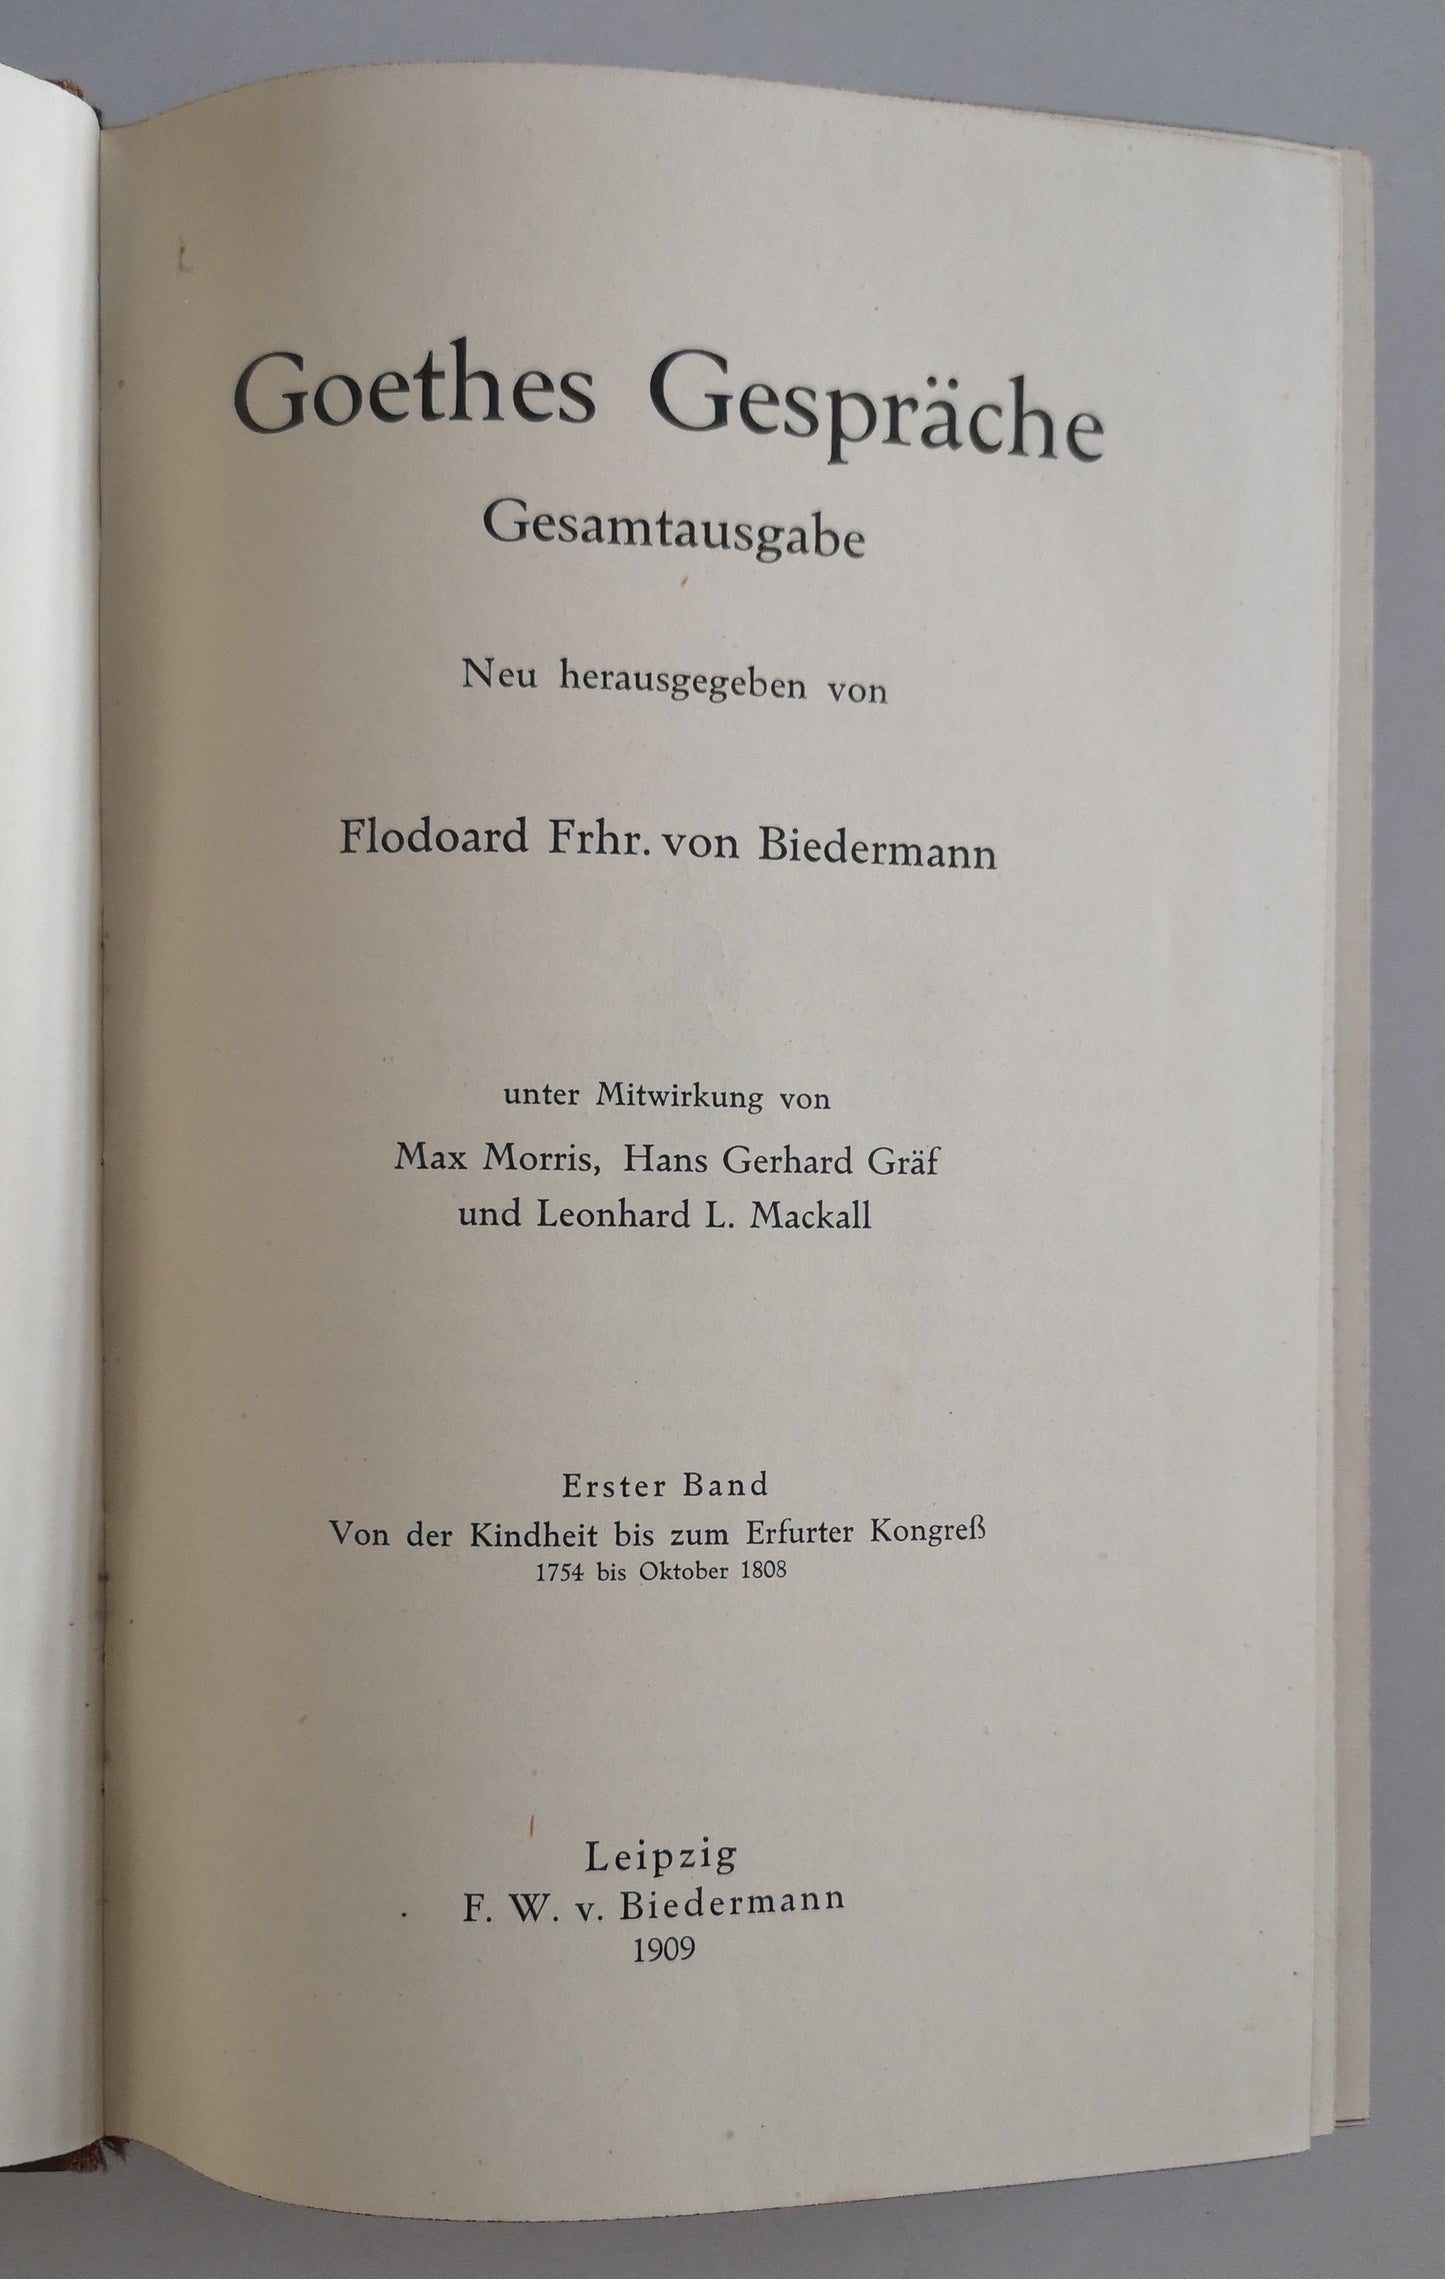 Goethes Gespräche
Gesamtausgabe
Neu herausgegeben von
Flodoard Frhr. von Biedermann
unter Mitwirkung von
Max Morris, Hans Gerhard Gräf
und Leonhard L. Mackall
Erster Band
Von der Kindheit bis zum Erfurter Kongreß
1754 bis Oktober 1808
Leipzig
F. W. v. Biedermann
1909